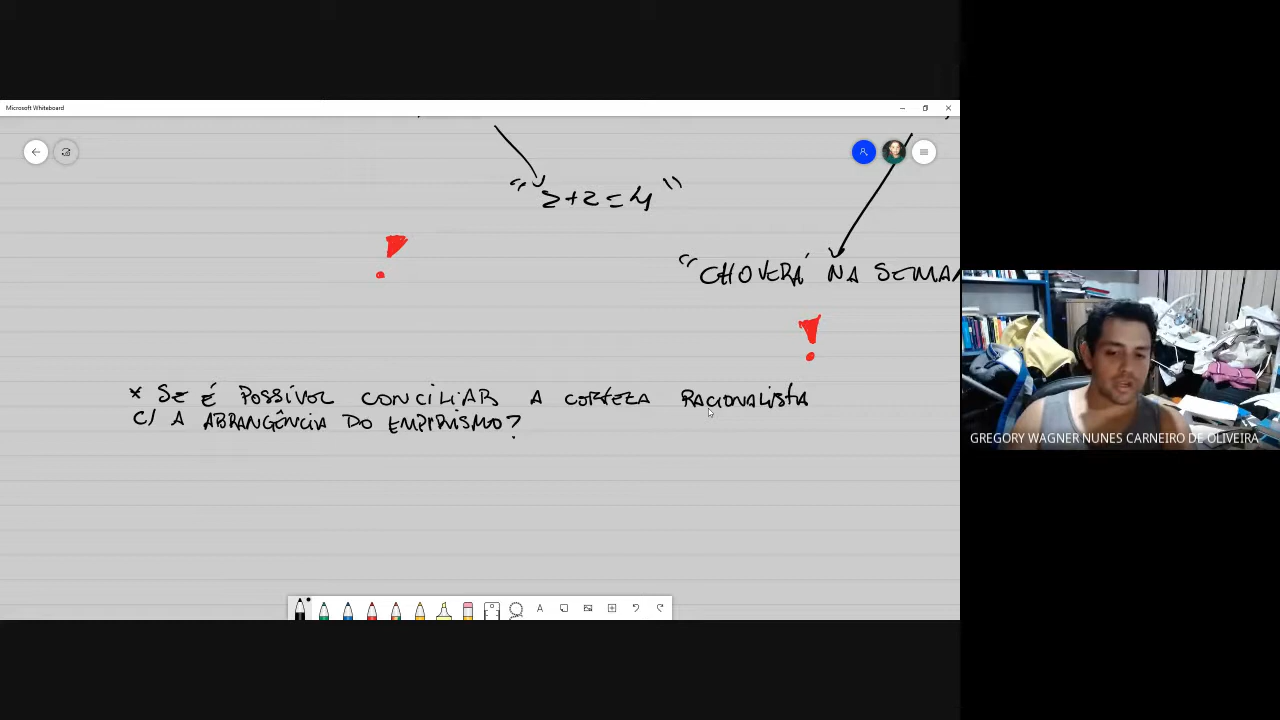 Microsoft Whiteboard
"2+2=4"
"CHOVERÁ NA SEMAN
* SE É POSSÍVEL CONCILIAR A CERTEZA RACIONALISTA
C/ A ABRANGÊNCIA DO EMPIRISMO?
GREGORY WAGNER NUNES CARNEIRO DE OLIVEIRA